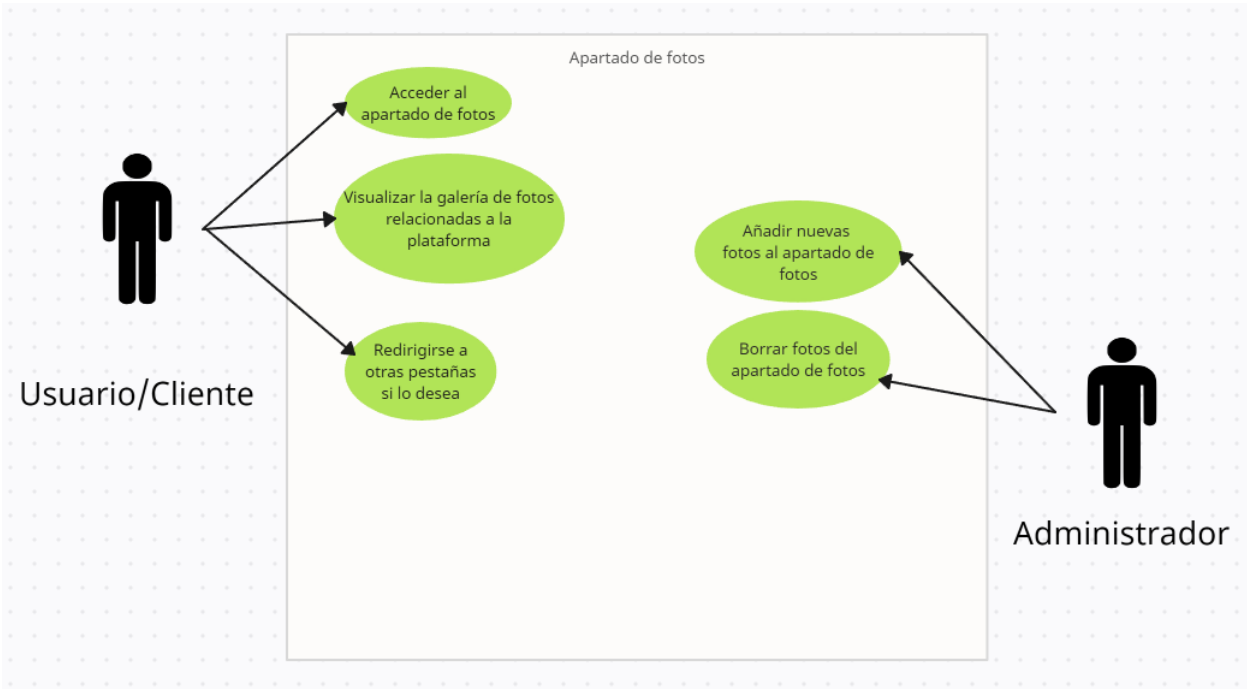 Apartado de fotos
Acceder al
apartado de fotos
Visualizar la galería de fotos
relacionadas a la
plataforma
Redirigirse a
otras pestañas
si lo desea
Usuario/Cliente
Añadir nuevas
fotos al apartado de
fotos
Borrar fotos del
apartado de fotos
Administrador